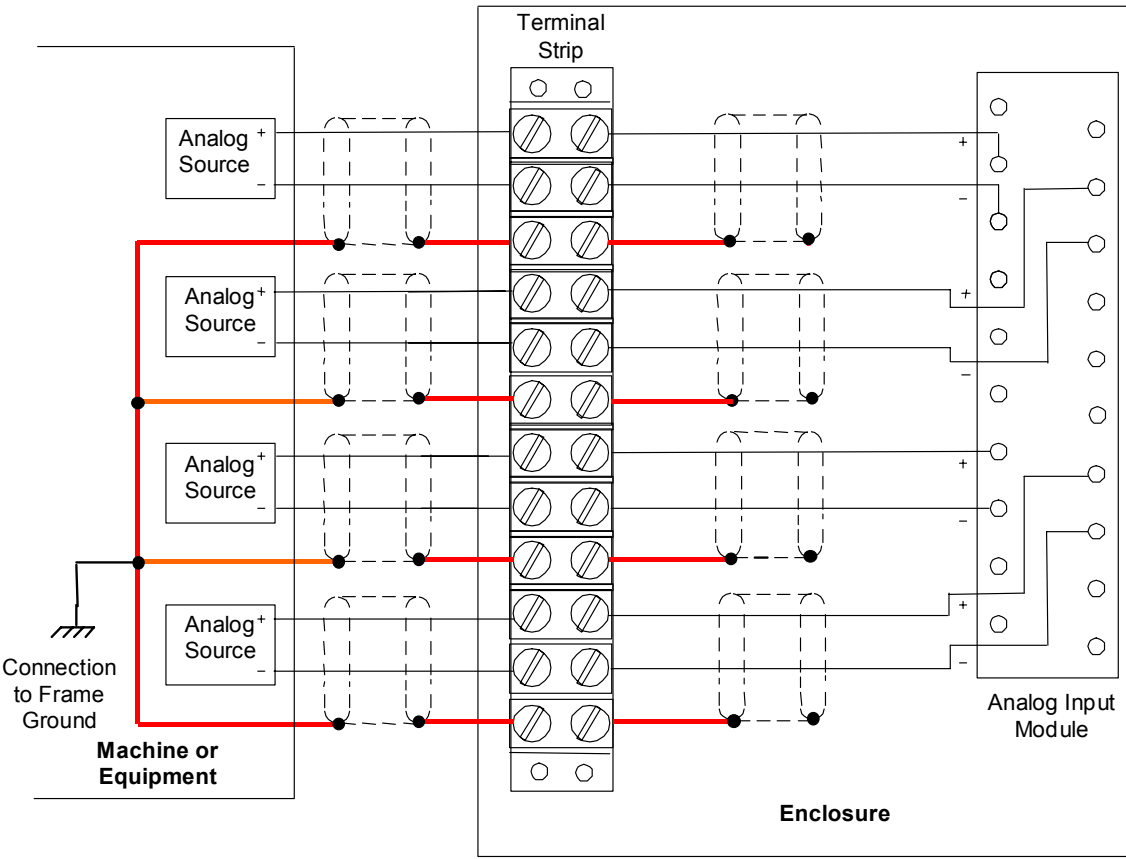 Terminal
Strip
Analog +
Source
−
+
−
Analog +
Source
−
+
−
Analog +
Source
−
+
−
Analog +
Source
−
+
−
Connection
to Frame
Ground
Machine or
Equipment
Analog Input
Module
Enclosure